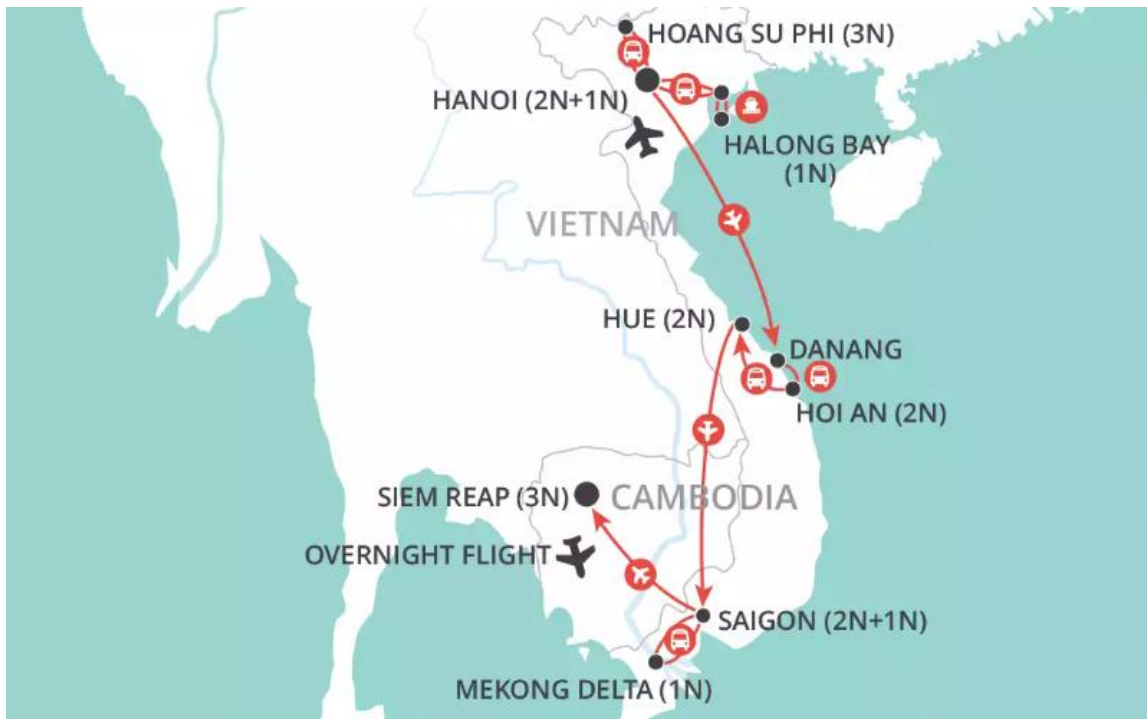 HOANG SU PHI (3N)
HANOI (2N+1N)
HALONG BAY
(1N)
VIETNAM
HUE (2N)
DANANG
HOI AN (2N)
SIEM REAP (3N)
CAMBODIA
OVERNIGHT FLIGHT
SAIGON (2N+1N)
MEKONG DELTA (1N)